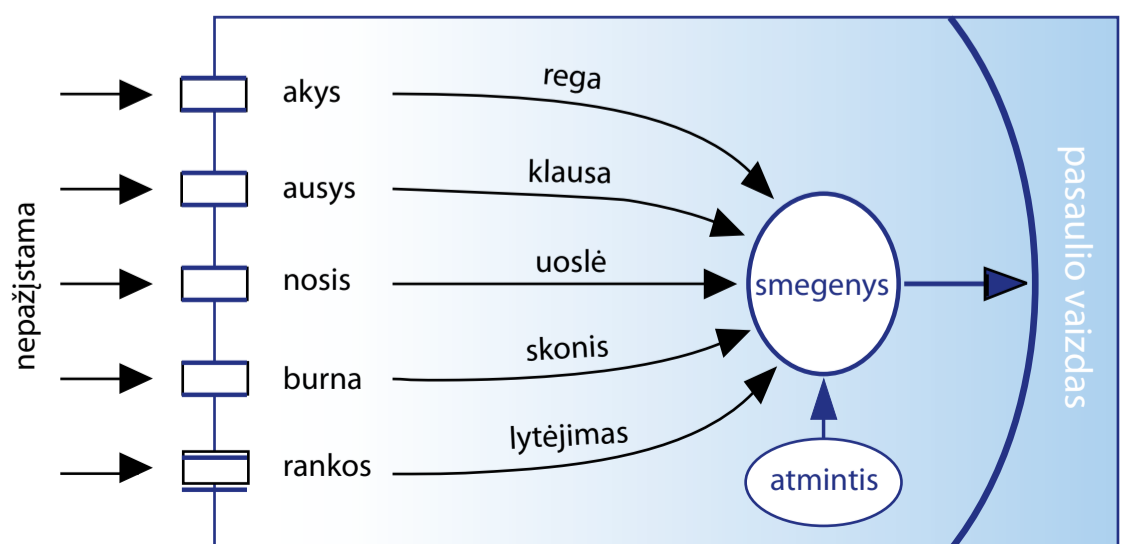 nepažįstama
akys
rega
ausys
klausa
nosis
uoslė
burna
skonis
rankos
lytėjimas
smegenys
atmintis
pasaulio vaizdas